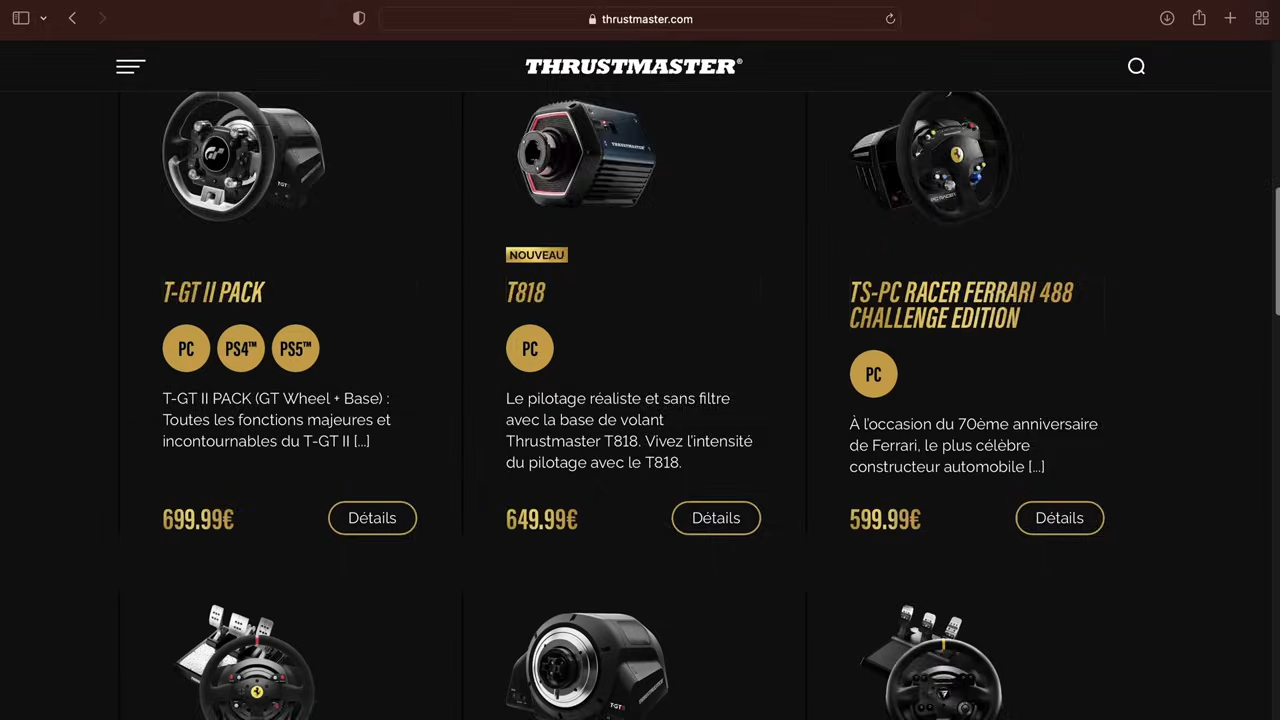 thrustmaster.com
THRUSTMASTER®
THRUSTMASTER
NOUVEAU
T-GT II PACK
PC PS4™ PS5™
T-GT II PACK (GT Wheel + Base) :
Toutes les fonctions majeures et
incontournables du T-GT II [...]
699.99€
Détails
T818
PC
Le pilotage réaliste et sans filtre
avec la base de volant
Thrustmaster T818. Vivez l’intensité
du pilotage avec le T818.
649.99€
Détails
TS-PC RACER FERRARI 488
CHALLENGE EDITION
PC
À l’occasion du 70ème anniversaire
de Ferrari, le plus célèbre
constructeur automobile [...]
599.99€
Détails